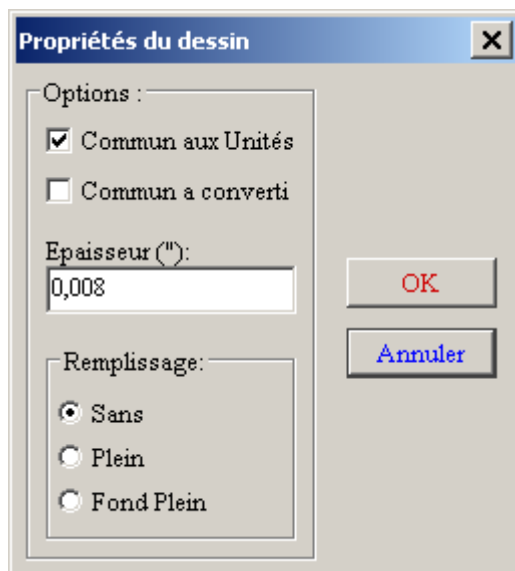 Propriétés du dessin
Options :
Commun aux Unités
Commun a converti
Epaisseur ("):
0,008
OK
Annuler
Remplissage:
Sans
Plein
Fond Plein